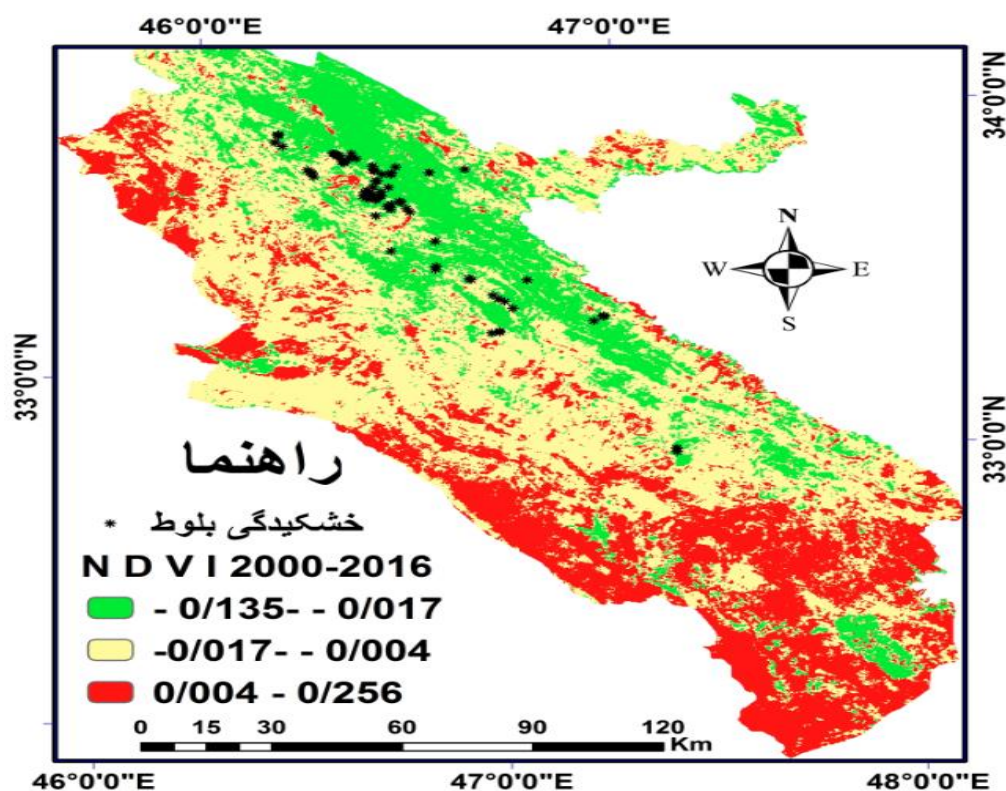 46°0'0"E 47°0'0"E
34°0'0"N
N
W E
S
33°0'0"N
33°0'0"N
راهنما
* خشکیدگی بلوط
N D V I 2000-2016
- 0/135- - 0/017
-0/017- - 0/004
0/004 - 0/256
0 15 30 60 90 120
Km
46°0'0"E 47°0'0"E 48°0'0"E